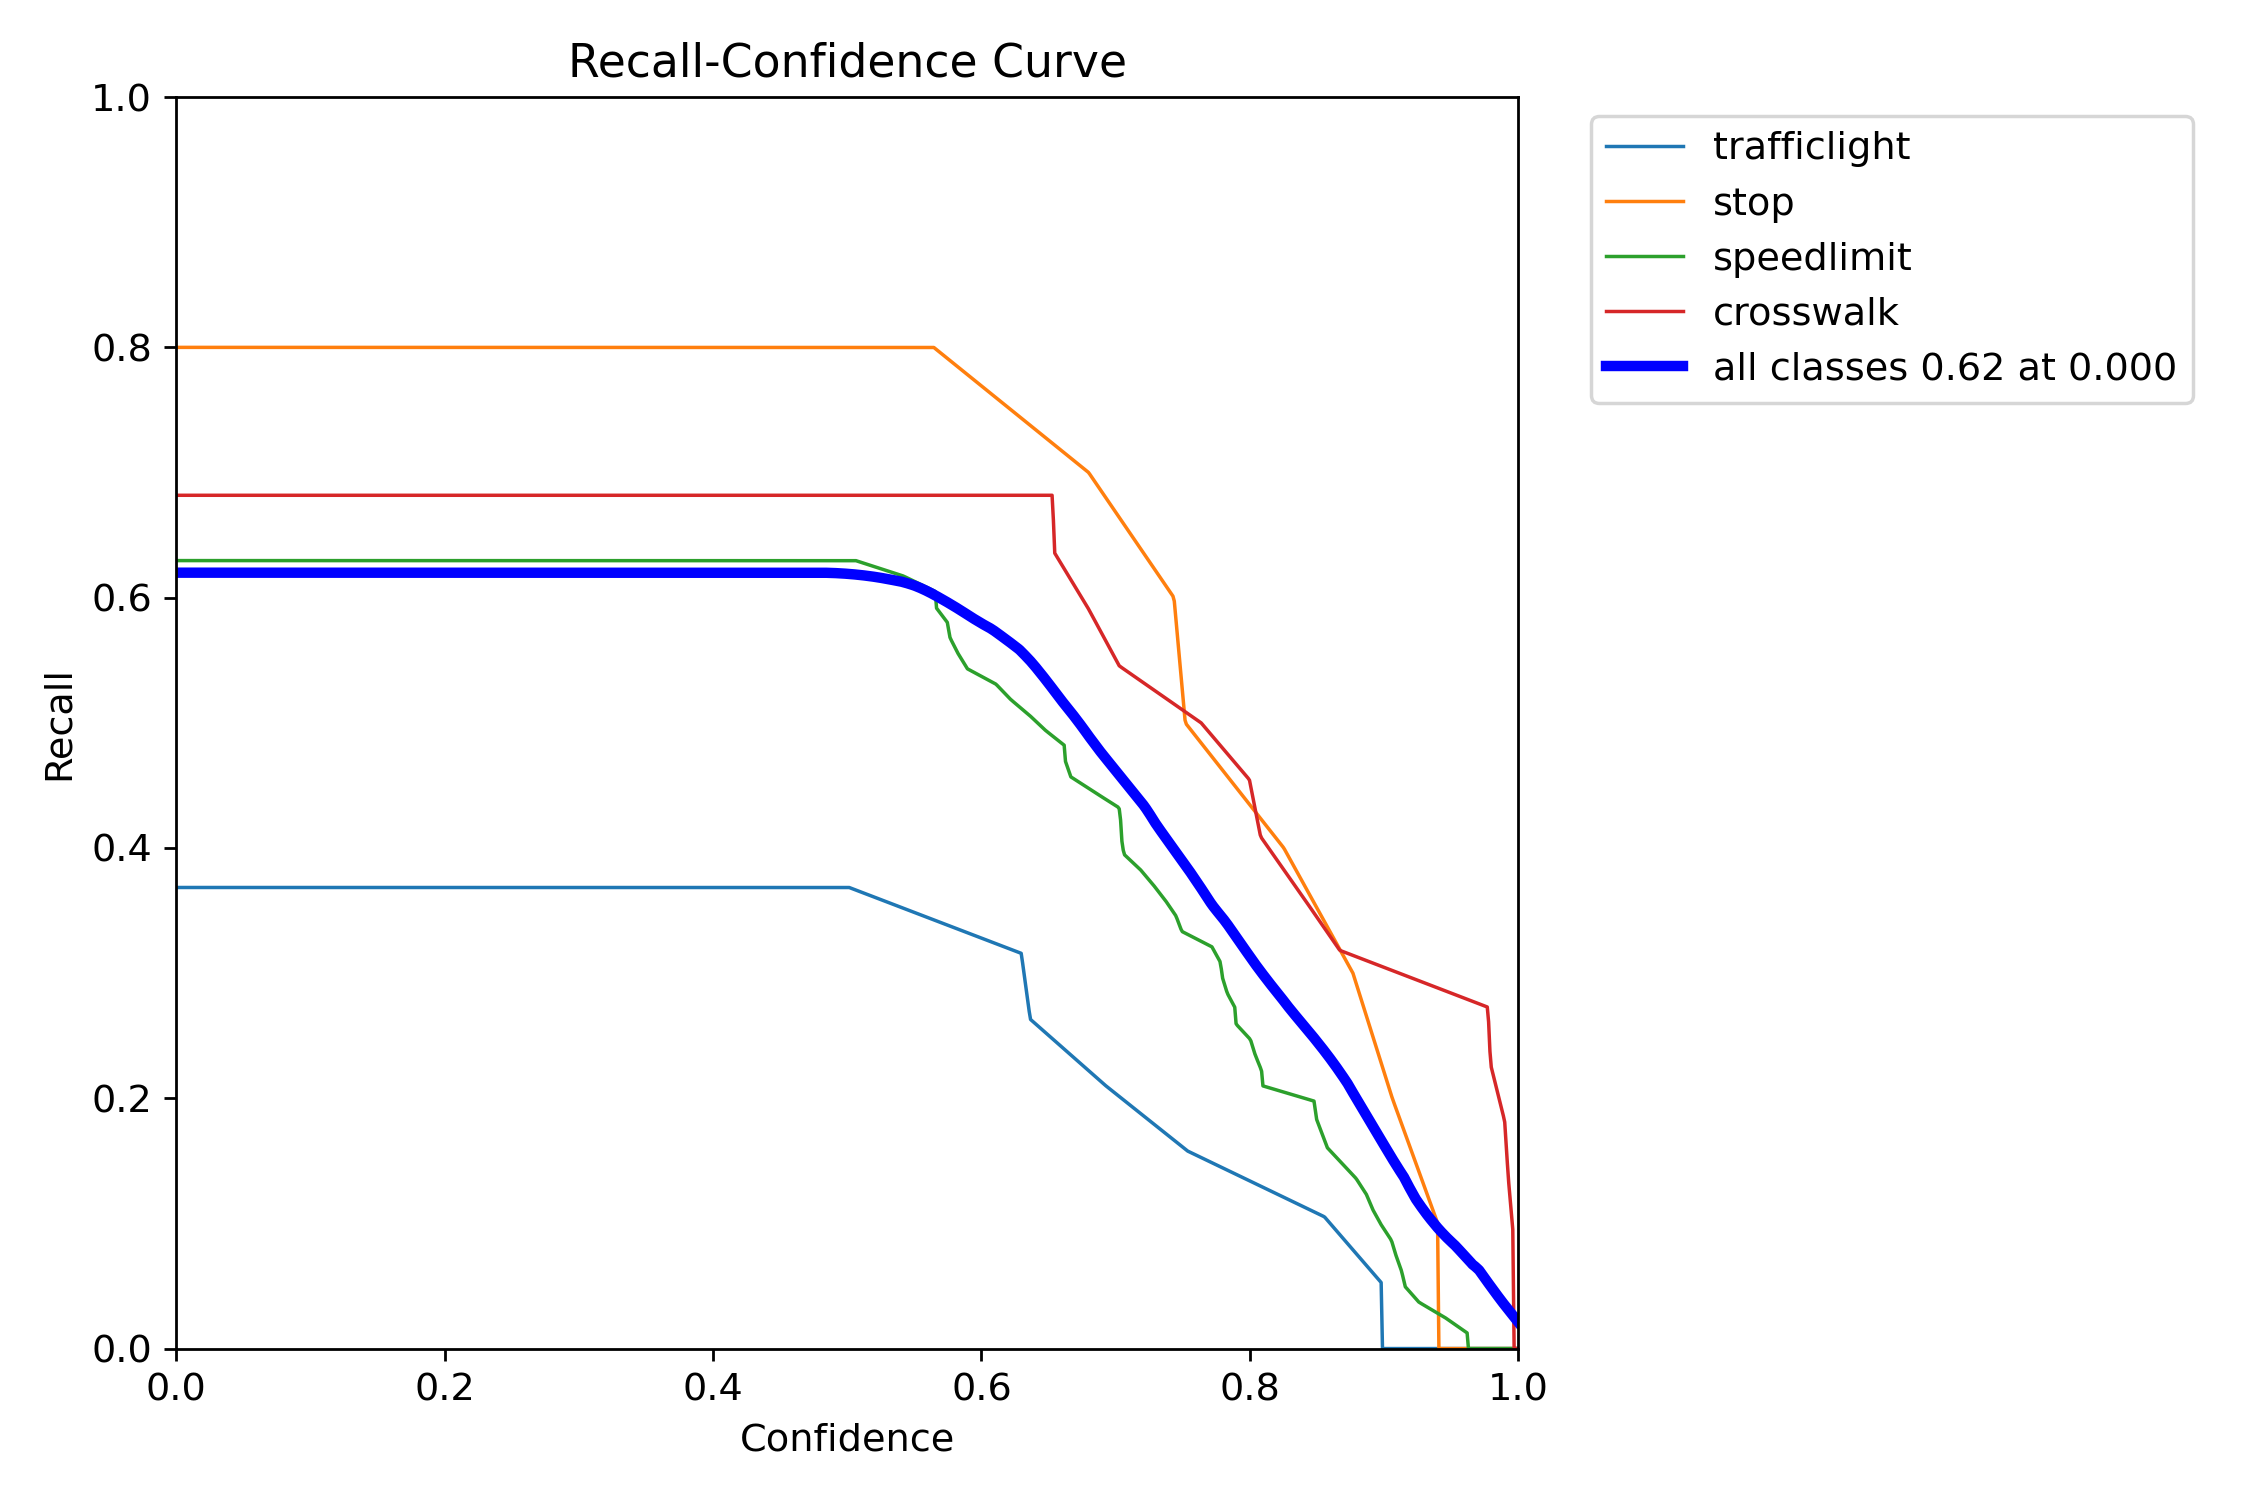 Recall-Confidence Curve
1.0
0.8
0.6
0.4
0.2
0.0
Recall
0.0 0.2 0.4 0.6 0.8 1.0
Confidence
trafficlight
stop
speedlimit
crosswalk
all classes 0.62 at 0.000